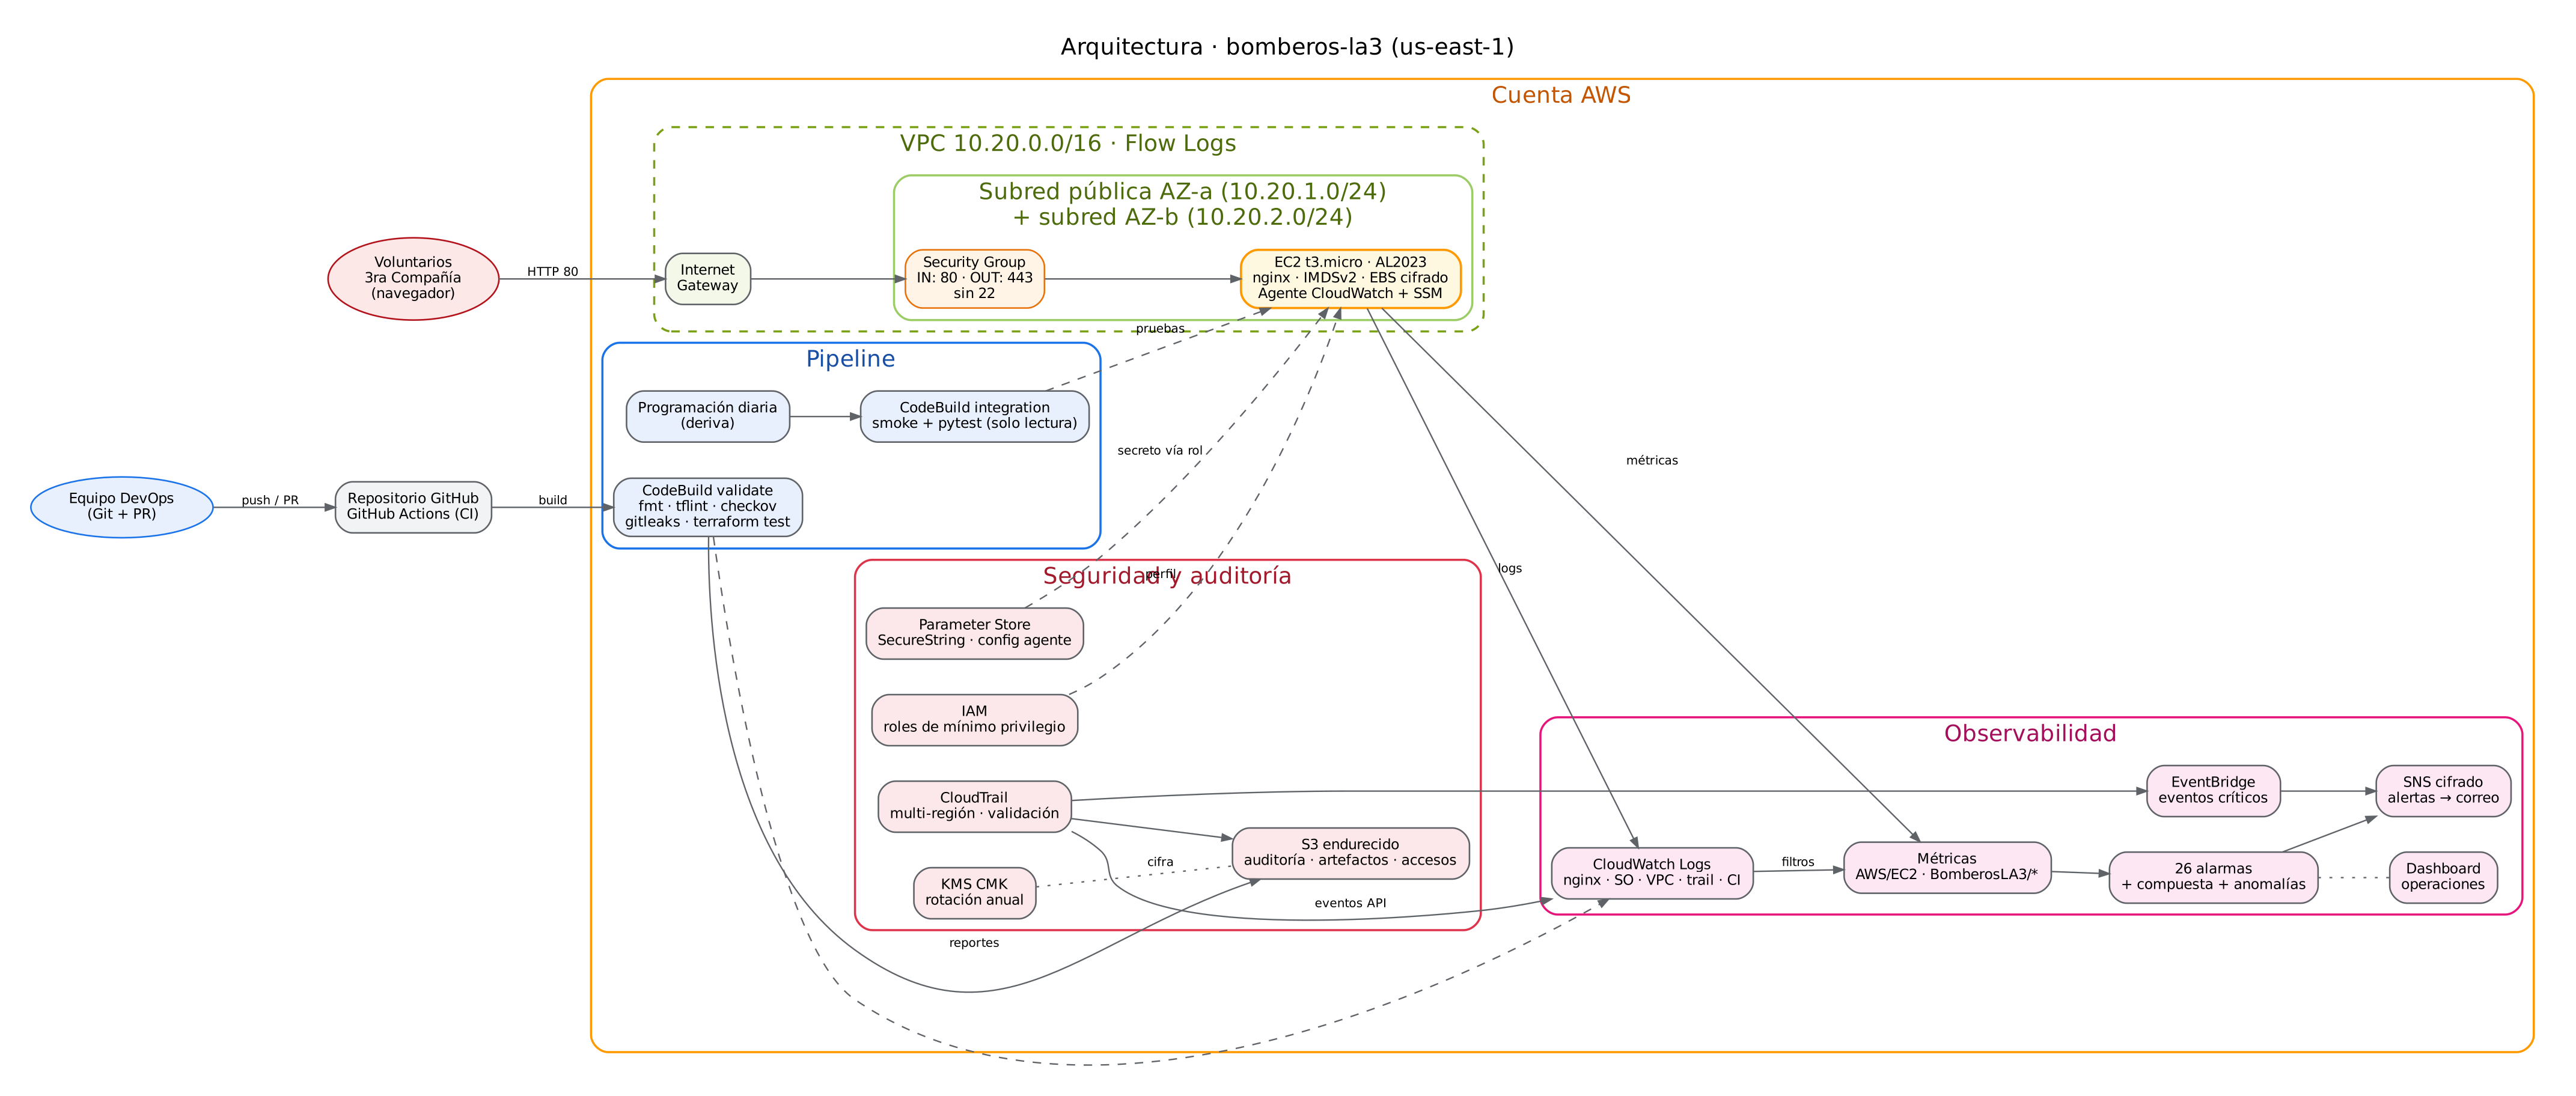 Arquitectura · bomberos-la3 (us-east-1)
Cuenta AWS
VPC 10.20.0.0/16 · Flow Logs
Subred pública AZ-a (10.20.1.0/24)
+ subred AZ-b (10.20.2.0/24)
Voluntarios
3ra Compañía
(navegador)
HTTP 80
Internet
Gateway
Security Group
IN: 80 · OUT: 443
sin 22
EC2 t3.micro · AL2023
nginx · IMDSv2 · EBS cifrado
Agente CloudWatch + SSM
pruebas
Pipeline
Programación diaria
(deriva)
CodeBuild integration
smoke + pytest (solo lectura)
secreto vía rol
métricas
Equipo DevOps
(Git + PR)
push / PR
Repositorio GitHub
GitHub Actions (CI)
build
CodeBuild validate
fmt · tflint · checkov
gitleaks · terraform test
logs
Seguridad y auditoría
perfil
Parameter Store
SecureString · config agente
IAM
roles de mínimo privilegio
Observabilidad
CloudTrail
multi-región · validación
EventBridge
eventos críticos
SNS cifrado
alertas → correo
S3 endurecido
auditoría · artefactos · accesos
cifra
KMS CMK
rotación anual
CloudWatch Logs
nginx · SO · VPC · trail · CI
filtros
Métricas
AWS/EC2 · BomberosLA3/*
26 alarmas
+ compuesta + anomalías
Dashboard
operaciones
eventos API
reportes